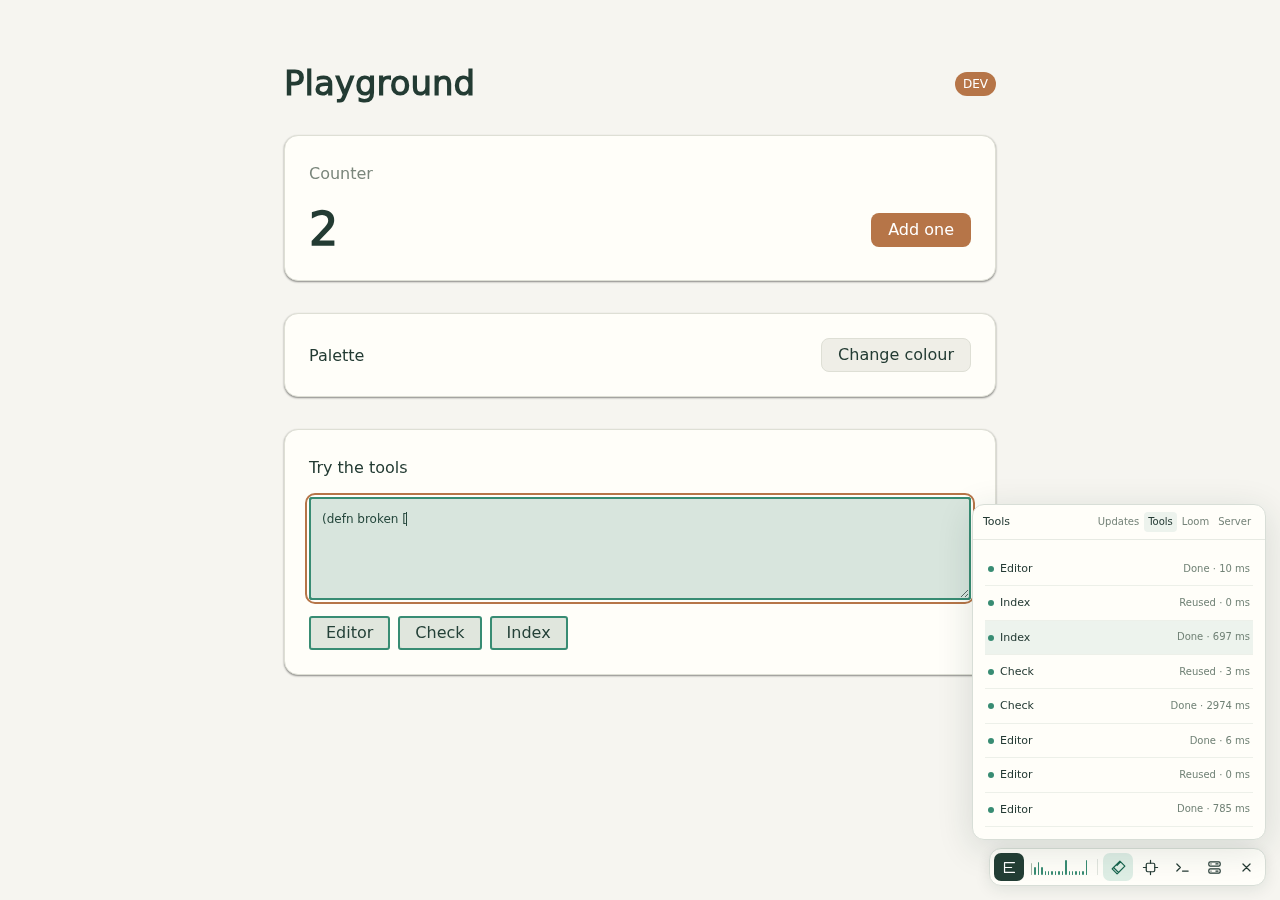 Playground
DEV
Counter
2
Add one
Palette
Change colour
Try the tools
(defn broken [
Editor
Check
Index
Tools
Updates
Tools
Loom
Server
Editor
Done · 10 ms
Index
Reused · 0 ms
Index
Done · 697 ms
Check
Reused · 3 ms
Check
Done · 2974 ms
Editor
Done · 6 ms
Editor
Reused · 0 ms
Editor
Done · 785 ms